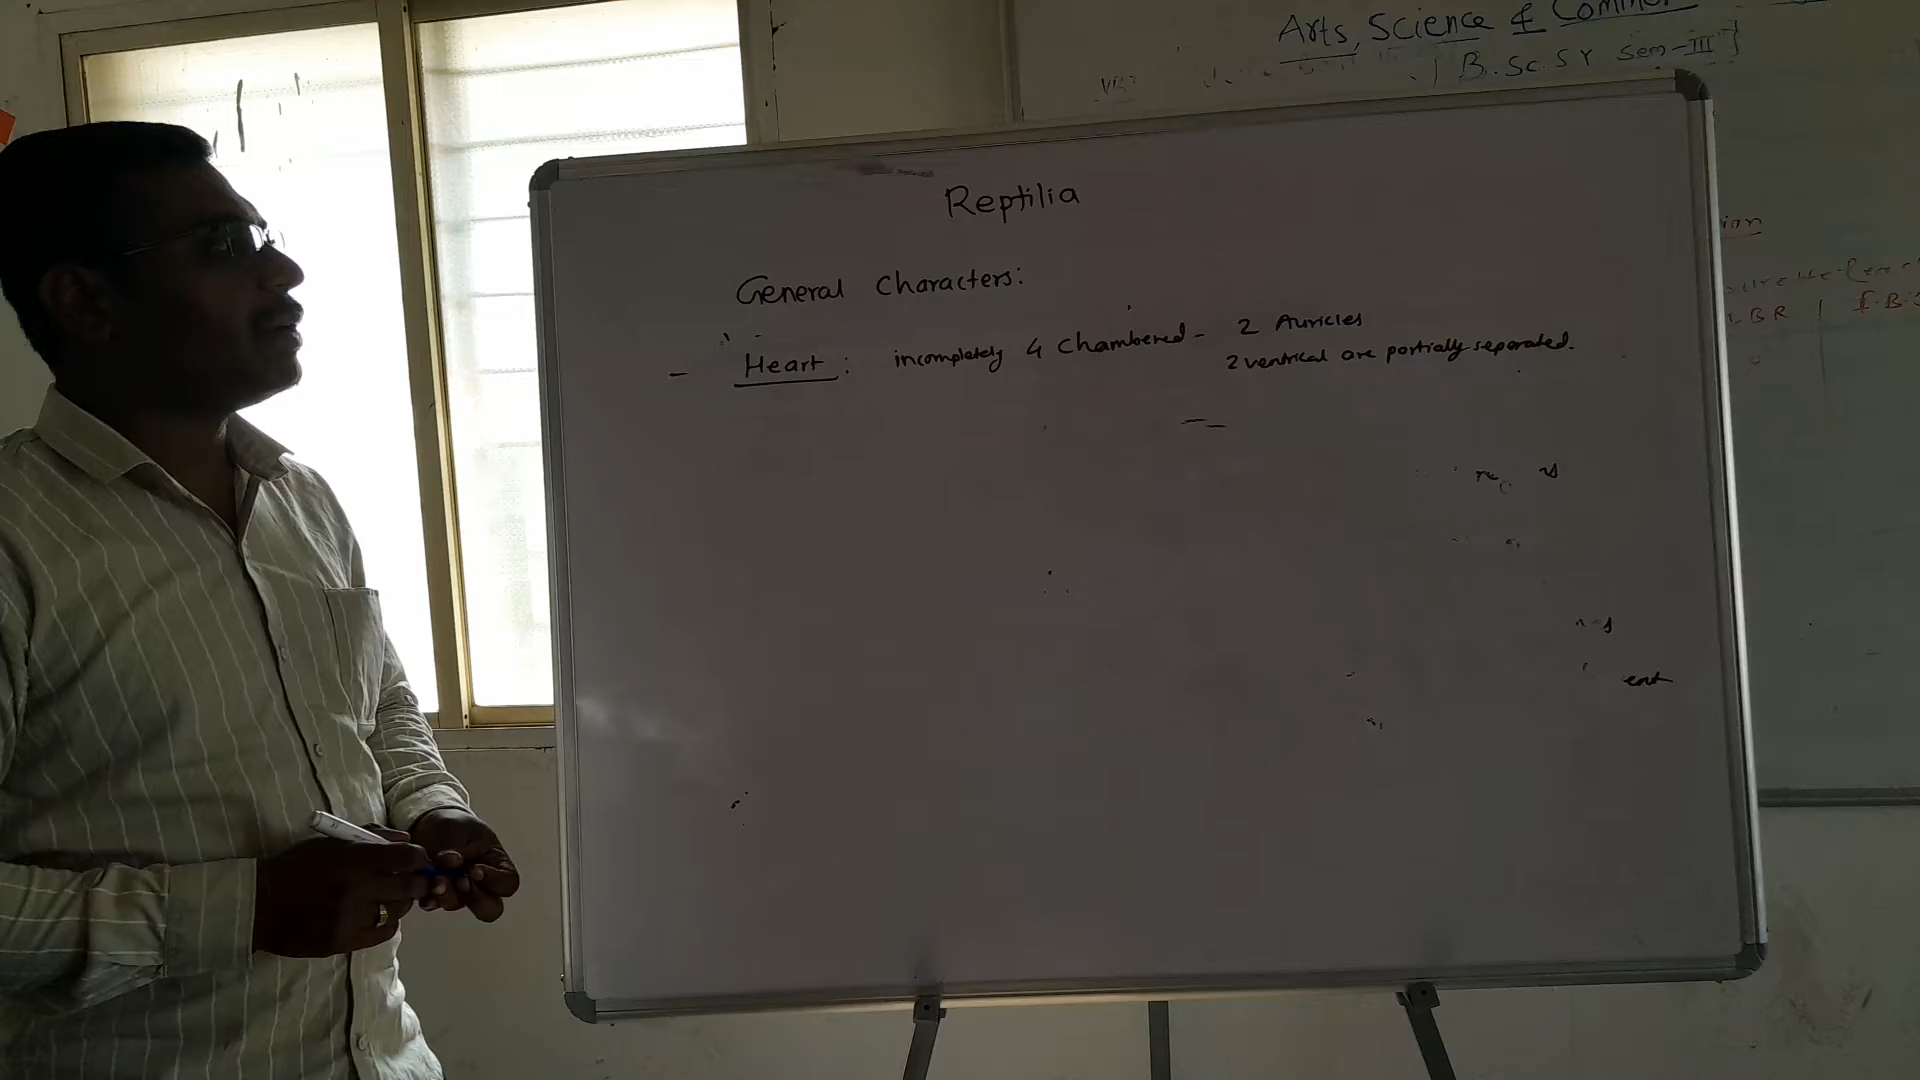 Arts, Science &
B.Sc.SY Sem-III
Reptilia
General Characters:
- Heart : incompletely 4 Chambered - 2 Auricles
2 ventrical are partially separated.